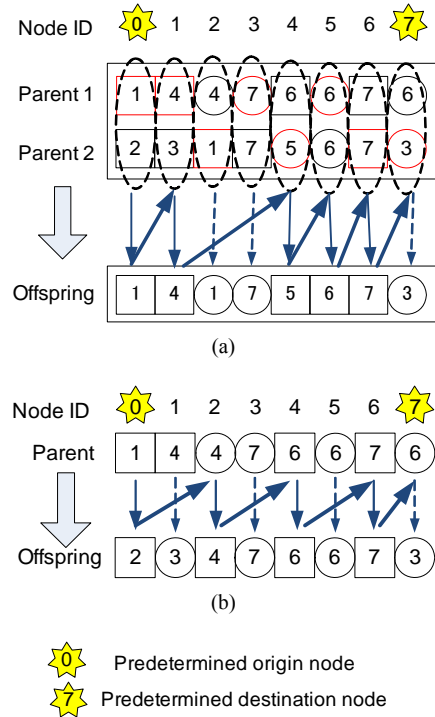 Node ID 0 1 2 3 4 5 6 7
Parent 1 1 4 4 7 6 6 7 6
Parent 2 2 3 1 7 5 6 7 3
Offspring 1 4 1 7 5 6 7 3
(a)
Node ID 0 1 2 3 4 5 6 7
Parent 1 4 4 7 6 6 7 6
Offspring 2 3 4 7 6 6 7 3
(b)
0 Predetermined origin node
7 Predetermined destination node